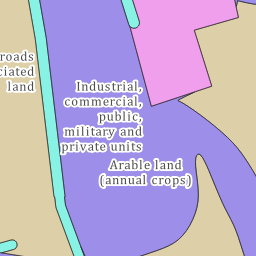 roads
ciated
land
Industrial,
commercial,
public,
military and
private units
Arable land
(annual crops)